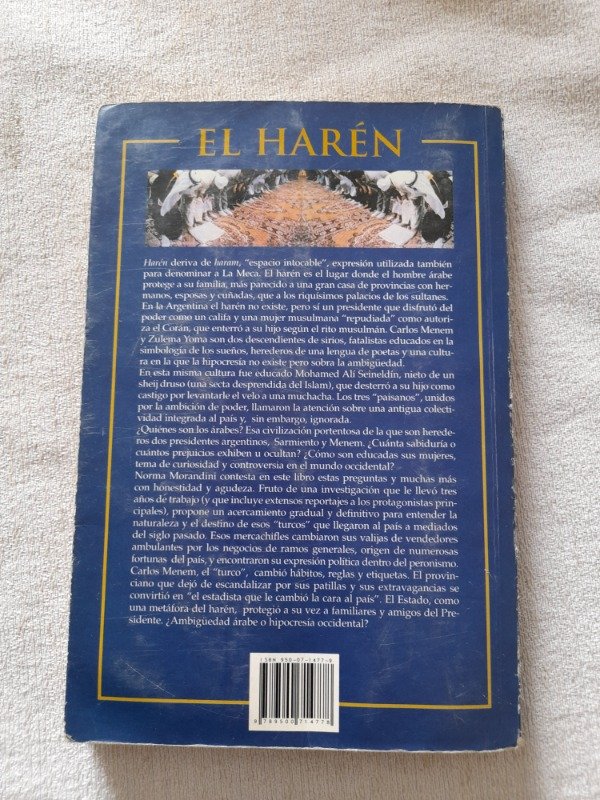 EL HARÉN
Harén deriva de haram, "espacio intocable", expresión utilizada también
para denominar a La Meca. El harén es el lugar donde el hombre árabe
protege a su familia, más parecido a una gran casa de provincias con her-
manos, esposas y cuñadas, que a los riquísimos palacios de los sultanes.
En la Argentina el harén no existe, pero sí un presidente que disfrutó del
poder como un califa y una mujer musulmana "repudiada" como autori-
za el Corán, que enterró a su hijo según el rito musulmán. Carlos Menem
y Zulema Yoma son dos descendientes de sirios, fatalistas educados en la
simbología de los sueños, herederos de una lengua de poetas y una cultu-
ra en la que la hipocresía no existe pero sobra la ambigüedad.
En esta misma cultura fue educado Mohamed Alí Seineldín, nieto de un
sheij druso (una secta desprendida del Islam), que desterró a su hijo como
castigo por levantarle el velo a una muchacha. Los tres "paisanos", unidos
por la ambición de poder, llamaron la atención sobre una antigua colecti-
vidad integrada al país y, sin embargo, ignorada.
¿Quiénes son los árabes? Esa civilización portentosa de la que son herede-
ros dos presidentes argentinos, Sarmiento y Menem. ¿Cuánta sabiduría o
cuántos prejuicios exhiben u ocultan? ¿Cómo son educadas sus mujeres,
tema de curiosidad y controversia en el mundo occidental?
Norma Morandini contesta en este libro estas preguntas y muchas más
con honestidad y agudeza. Fruto de una investigación que le llevó tres
años de trabajo (y que incluye extensos reportajes a los protagonistas prin-
cipales), propone un acercamiento gradual y definitivo para entender la
naturaleza y el destino de esos "turcos" que llegaron al país a mediados
del siglo pasado. Esos mercachifles cambiaron sus valijas de vendedores
ambulantes por los negocios de ramos generales, origen de numerosas
fortunas del país, y encontraron su expresión política dentro del peronismo.
Carlos Menem, el "turco", cambió hábitos, reglas y etiquetas. El provin-
ciano que dejó de escandalizar por sus patillas y sus extravagancias se
convirtió en "el estadista que le cambió la cara al país". El Estado, como
una metáfora del harén, protegió a su vez a familiares y amigos del Pre-
sidente. ¿Ambigüedad árabe o hipocresía occidental?
ISBN 950-07-1477-9
9 789500 714778